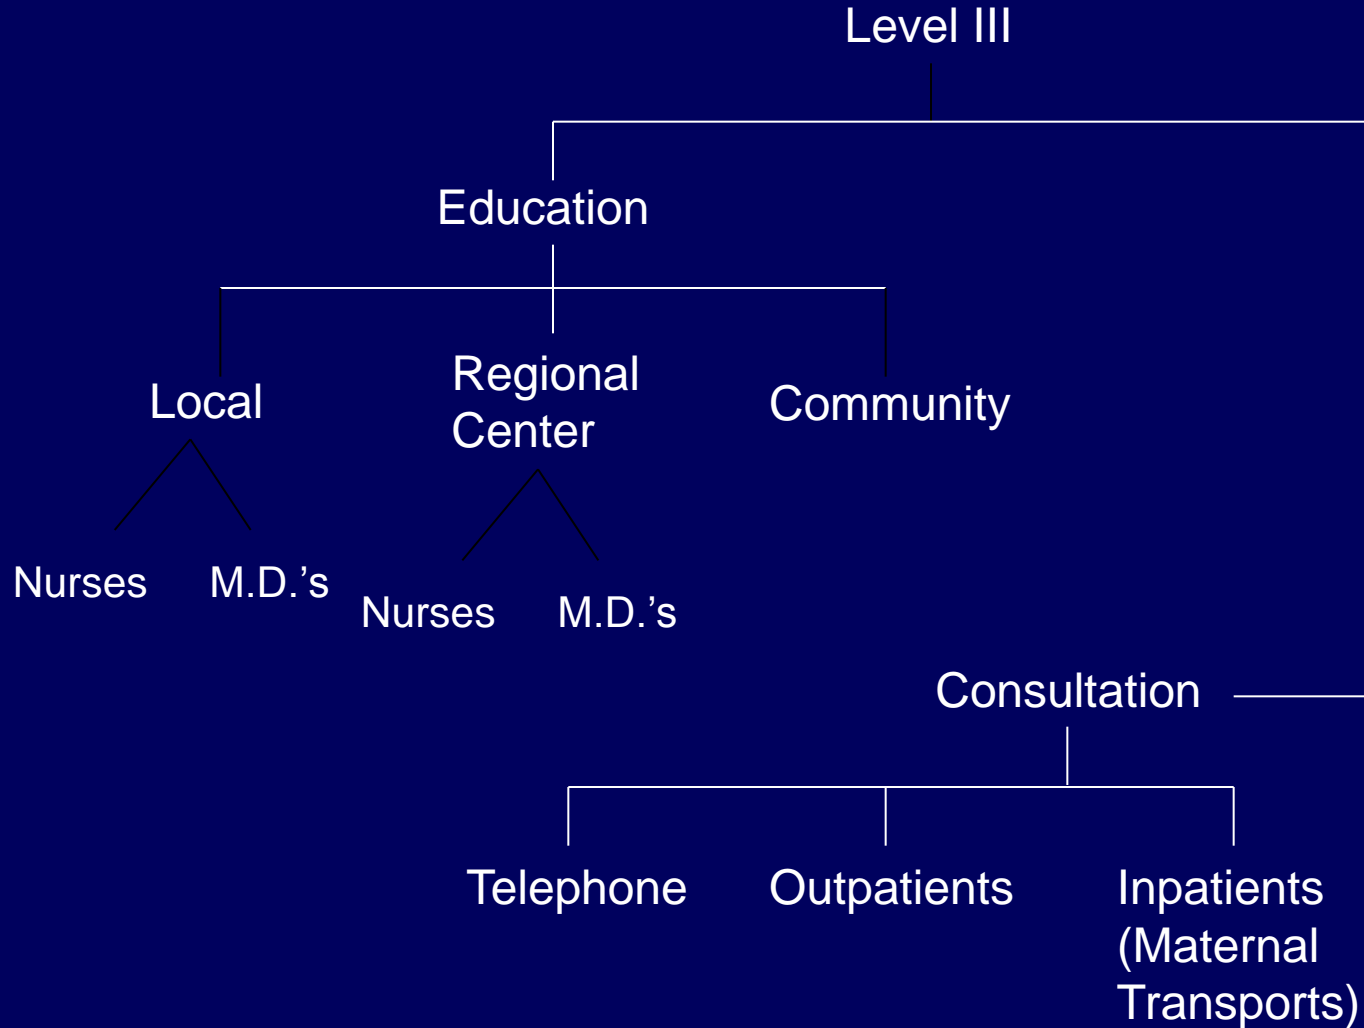 Level III
Education
Local
Regional
Center
Community
Nurses
M.D.’s
Nurses
M.D.’s
Consultation
Telephone
Outpatients
Inpatients
(Maternal
Transports)